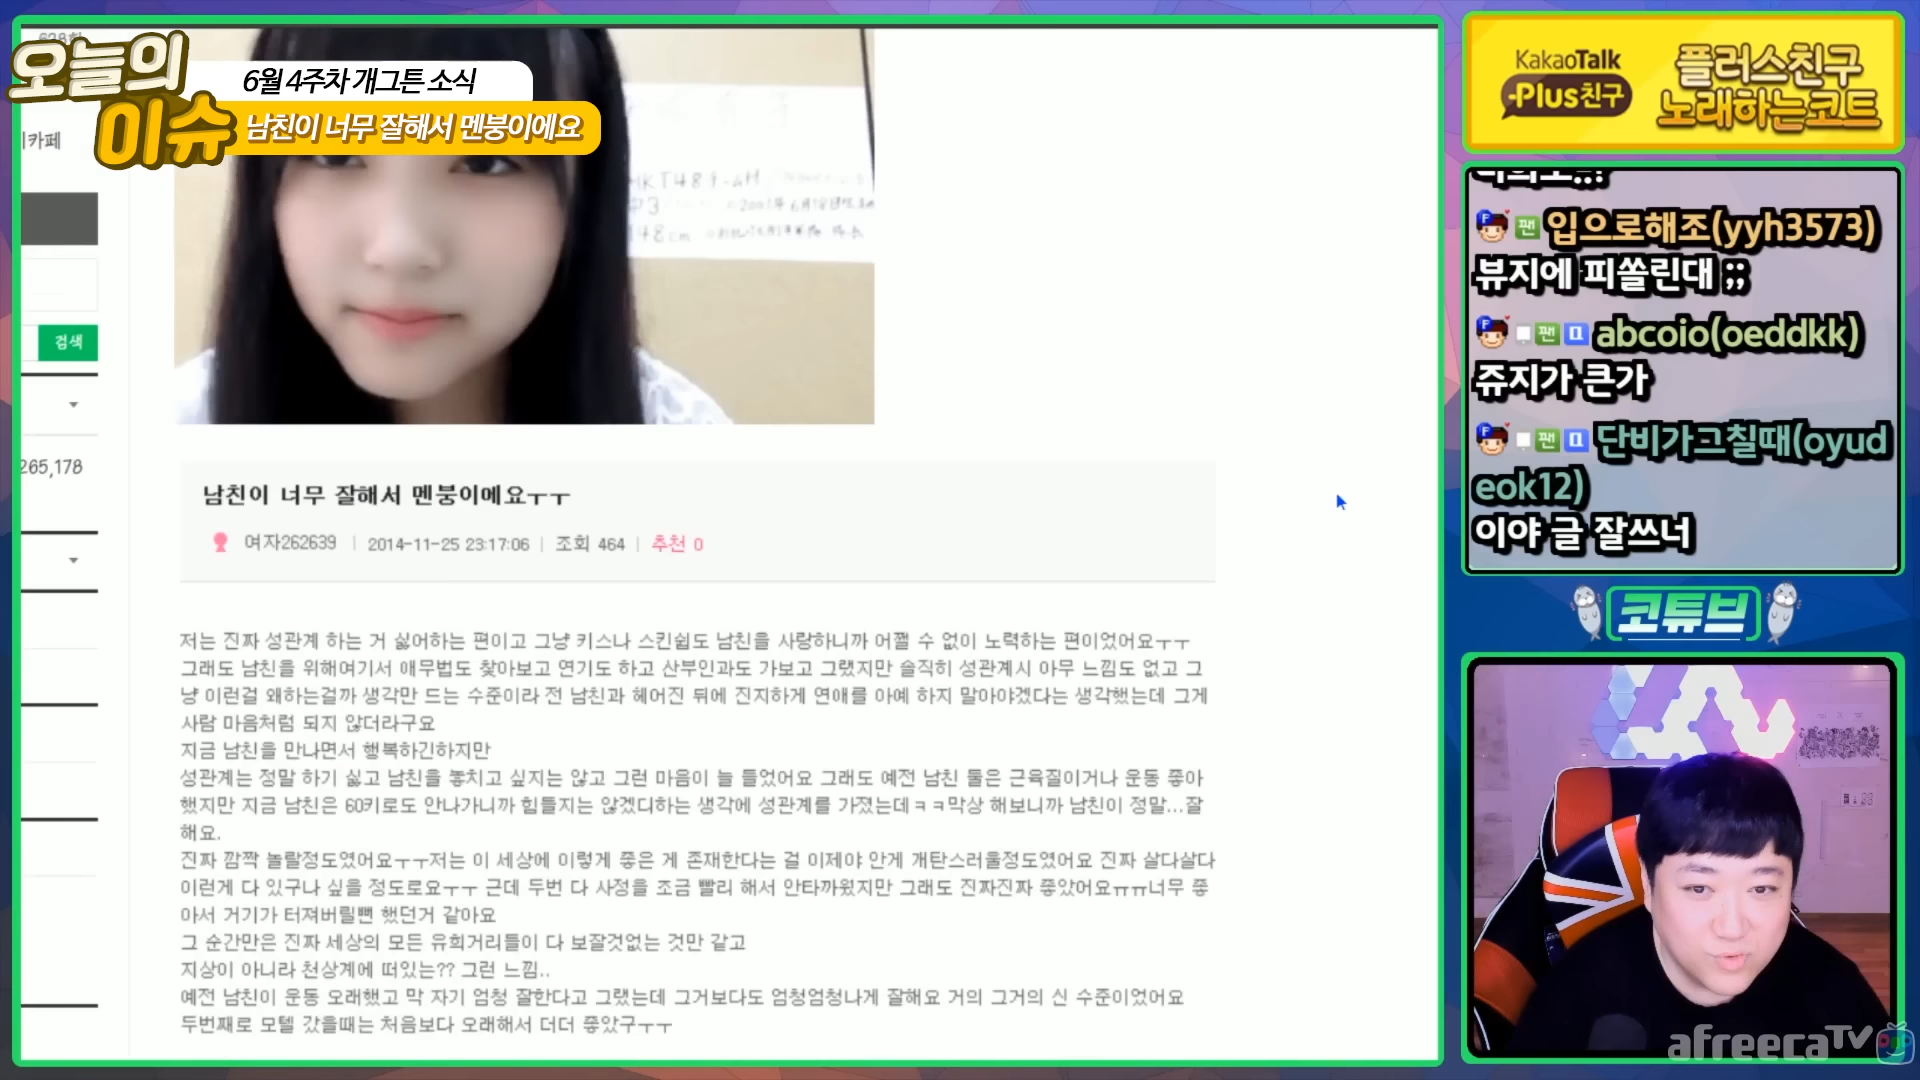 오늘의
이슈
6월 4주차 개그튼 소식
남친이 너무 잘해서 멘붕이에요
카페
검색
265,178
남친이 너무 잘해서 멘붕이에요ㅜㅜ
여자262639 | 2014-11-25 23:17:06 | 조회 464 | 추천 0
저는 진짜 성관계 하는 거 싫어하는 편이고 그냥 키스나 스킨쉽도 남친을 사랑하니까 어쩔 수 없이 노력하는 편이었어요ㅜㅜ
그래도 남친을 위해여기서 애무법도 찾아보고 연기도 하고 산부인과도 가보고 그랬지만 솔직히 성관계시 아무 느낌도 없고 그
냥 이런걸 왜하는걸까 생각만 드는 수준이라 전 남친과 헤어진 뒤에 진지하게 연애를 아예 하지 말아야겠다는 생각했는데 그게
사람 마음처럼 되지 않더라구요
지금 남친을 만나면서 행복하긴하지만
성관계는 정말 하기 싫고 남친을 놓치고 싶지는 않고 그런 마음이 늘 들었어요 그래도 예전 남친 둘은 근육질이거나 운동 좋아
했지만 지금 남친은 60키로도 안나가니까 힘들지는 않겠디하는 생각에 성관계를 가졌는데ㅋㅋ막상 해보니까 남친이 정말...잘
해요.
진짜 깜짝 놀랄정도였어요ㅜㅜ저는 이 세상에 이렇게 좋은 게 존재한다는 걸 이제야 안게 개탄스러울정도였어요 진짜 살다살다
이런게 다 있구나 싶을 정도로요ㅜㅜ 근데 두번 다 사정을 조금 빨리 해서 안타까웠지만 그래도 진짜진짜 좋았어요ㅠㅠ너무 좋
아서 거기가 터져버릴뻔 했던거 같아요
그 순간만은 진짜 세상의 모든 유희거리들이 다 보잘것없는 것만 같고
지상이 아니라 천상계에 떠있는?? 그런 느낌..
예전 남친이 운동 오래했고 막 자기 엄청 잘한다고 그랬는데 그거보다도 엄청엄청나게 잘해요 거의 그거의 신 수준이었어요
두번째로 모텔 갔을때는 처음보다 오래해서 더더 좋았구ㅜㅜ
KakaoTalk
Plus친구
플러스친구
노래하는코트
팬 입으로해조(yyh3573)
뷰지에 피쏠린대 ;;
팬 abcoio(oeddkk)
쥬지가 큰가
팬 단비가그칠때(oyud
eok12)
이야 글 잘쓰너
코튜브
afreecaTV